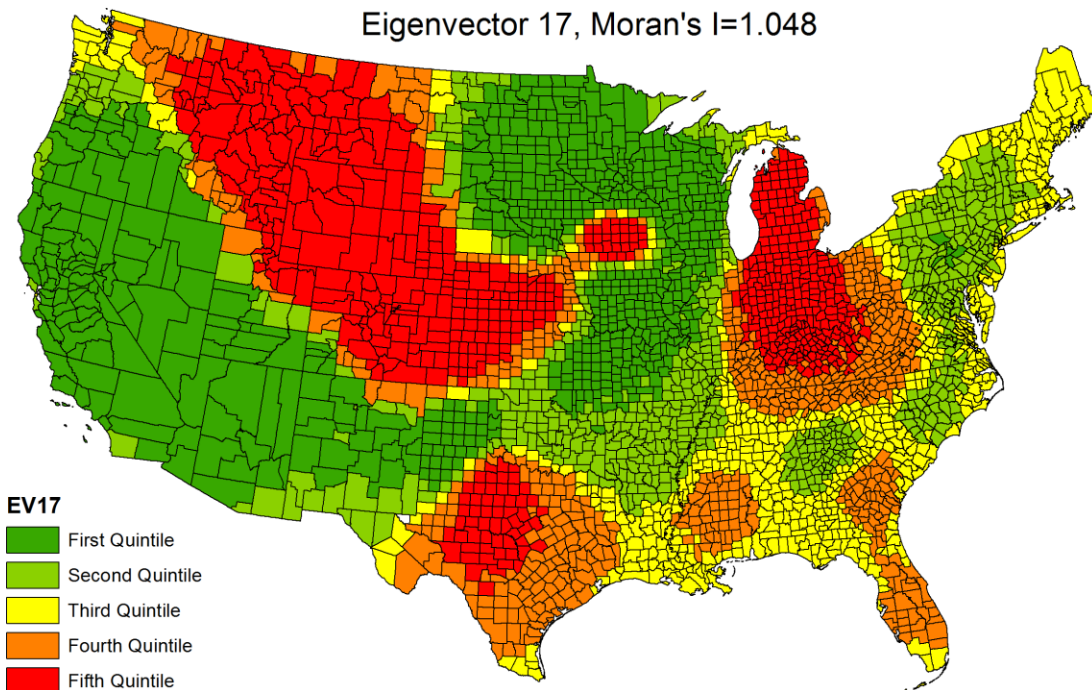 Eigenvector 17, Moran's I=1.048
EV17
First Quintile
Second Quintile
Third Quintile
Fourth Quintile
Fifth Quintile